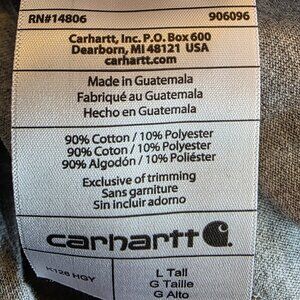 RN#14806 906096
Carhartt, Inc. P.O. Box 600
Dearborn, MI 48121 USA
carhartt.com
Made in Guatemala
Fabriqué au Guatemala
Hecho en Guatemala
90% Cotton / 10% Polyester
90% Cotone / 10% Polyester
90% Algodón / 10% Poliéster
Exclusive of trimming
Sans garniture
Sin incluir adorno
carhartt
K128 HGY
L Tall
G Taille
G Alto